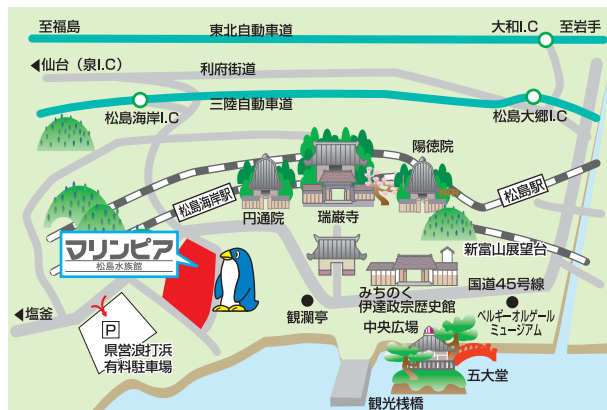 至福島
東北自動車道
大和I.C
至岩手
◀仙台（泉I.C）
利府街道
三陸自動車道
松島海岸I.C
松島大郷I.C
陽徳院
松島海岸駅
松島駅
円通院
瑞巌寺
新富山展望台
マリンピア
松島水族館
みちのく
伊達政宗歴史館
国道45号線
◀塩釜
観瀾亭
中央広場
ベルギーオルゲール
ミュージアム
P
県営浪打浜
有料駐車場
五大堂
観光桟橋